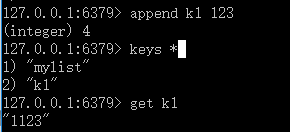 127.0.0.1:6379> append k1 123
(integer) 4
127.0.0.1:6379> keys *
1) "mylist"
2) "k1"
127.0.0.1:6379> get k1
"1123"